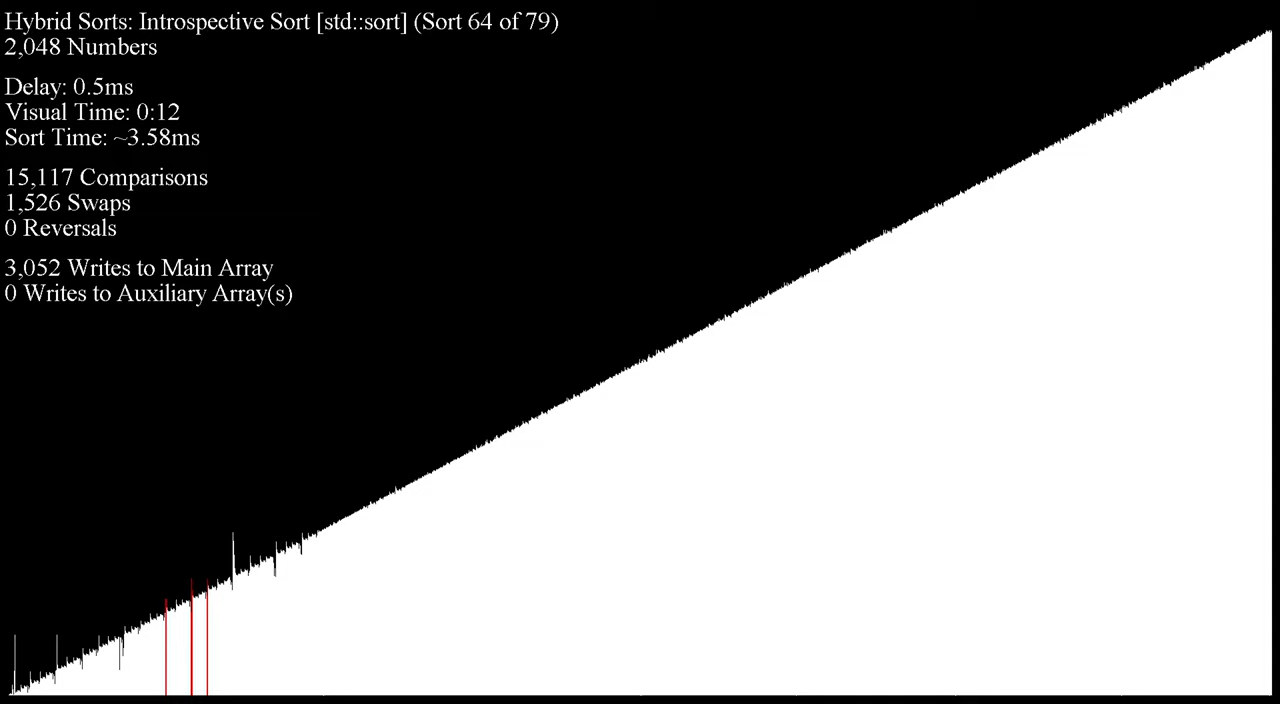 Hybrid Sorts: Introspective Sort [std::sort] (Sort 64 of 79)
2,048 Numbers
Delay: 0.5ms
Visual Time: 0:12
Sort Time: ~3.58ms
15,117 Comparisons
1,526 Swaps
0 Reversals
3,052 Writes to Main Array
0 Writes to Auxiliary Array(s)